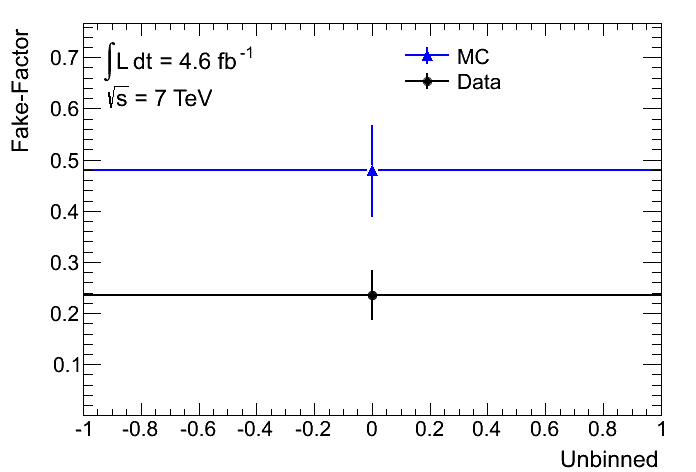 Fake-Factor
∫L dt = 4.6 fb⁻¹
√s = 7 TeV
MC
Data
0.7
0.6
0.5
0.4
0.3
0.2
0.1
-1 -0.8 -0.6 -0.4 -0.2 0 0.2 0.4 0.6 0.8 1
Unbinned